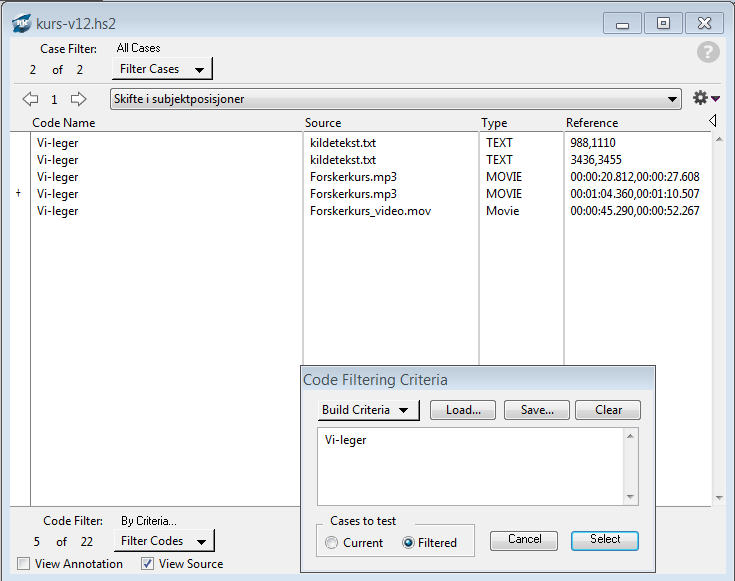 kurs-v12.hs2
Case Filter: All Cases
2 of 2 Filter Cases
1 Skifte i subjektposisjoner
Code Name Source Type Reference
Vi-leger kildetekst.txt TEXT 988,1110
Vi-leger kildetekst.txt TEXT 3436,3455
Vi-leger Forskerkurs.mp3 MOVIE 00:00:20.812,00:00:27.608
Vi-leger Forskerkurs.mp3 MOVIE 00:01:04.360,00:01:10.507
Vi-leger Forskerkurs_video.mov Movie 00:00:45.290,00:00:52.267
Code Filtering Criteria
Build Criteria Load... Save... Clear
Vi-leger
Cases to test
Current Filtered Cancel Select
Code Filter: By Criteria...
5 of 22 Filter Codes
View Annotation View Source